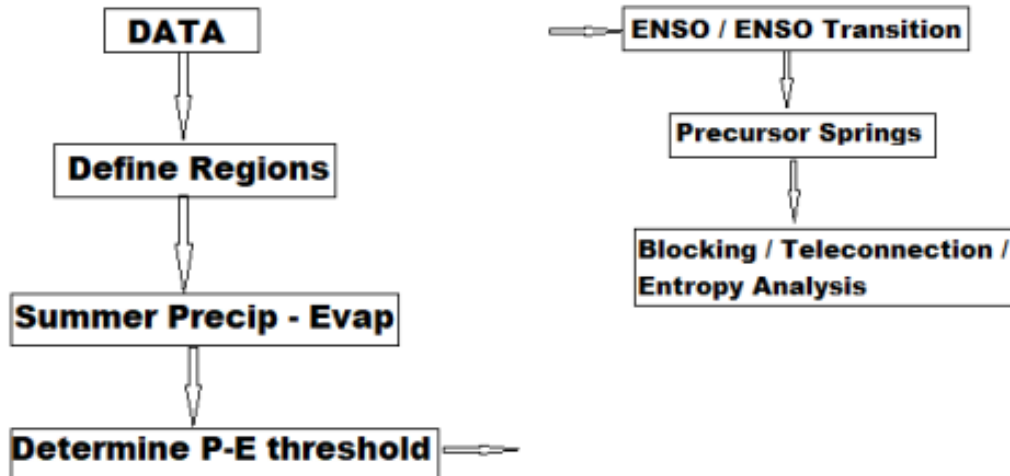 DATA
Define Regions
Summer Precip - Evap
Determine P-E threshold
ENSO / ENSO Transition
Precursor Springs
Blocking / Teleconnection /
Entropy Analysis